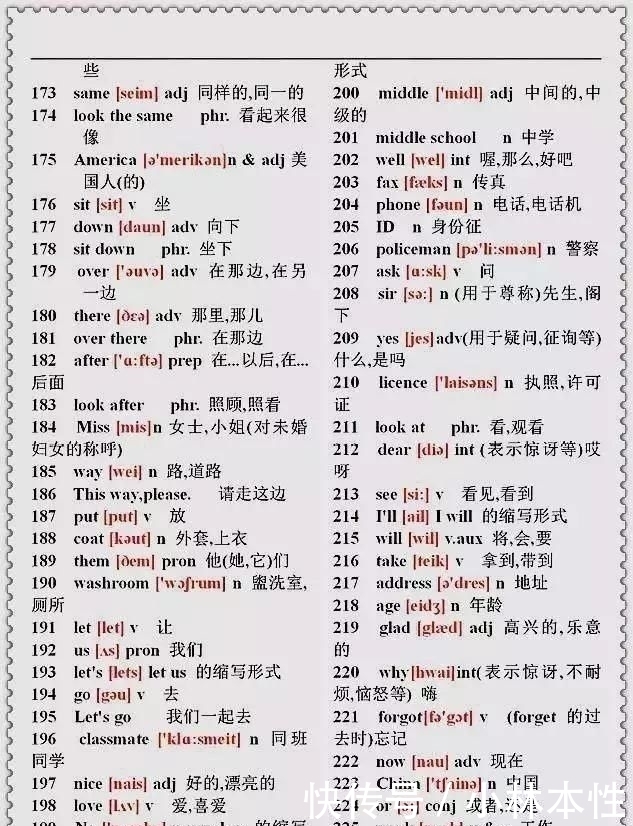 些
173 same [seim] adj 同样的,同一的
174 look the same phr. 看起来很
像
175 America [ə'merikən]n & adj 美
国人(的)
176 sit [sit] v 坐
177 down [daun] adv 向下
178 sit down phr. 坐下
179 over ['əuvə] adv 在那边,在另
一边
180 there [ðɛə] adv 那里,那儿
181 over there phr. 在那边
182 after ['ɑ:ftə] prep 在...以后,在...
后面
183 look after phr. 照顾,照看
184 Miss [mis]n 女士,小姐(对未婚
妇女的称呼)
185 way [wei] n 路,道路
186 This way,please. 请走这边
187 put [put] v 放
188 coat [kəut] n 外套,上衣
189 them [ðem] pron 他(她,它)们
190 washroom ['wəʃrum] n 盥洗室,
厕所
191 let [let] v 让
192 us [ʌs] pron 我们
193 let's [lets] let us 的缩写形式
194 go [gəu] v 去
195 Let's go 我们一起去
196 classmate ['klɑ:smeit] n 同班
同学
197 nice [nais] adj 好的,漂亮的
198 love [lʌv] v 爱,喜爱
形式
200 middle ['midl] adj 中间的,中
级的
201 middle school n 中学
202 well [wel] int 喔,那么,好吧
203 fax [fæks] n 传真
204 phone [fəun] n 电话,电话机
205 ID n 身份征
206 policeman [pə'li:smən] n 警察
207 ask [ɑ:sk] v 问
208 sir [sə:] n (用于尊称)先生,阁
下
209 yes [jes]adv(用于疑问,征询等)
什么,是吗
210 licence ['laisəns] n 执照,许可
证
211 look at phr. 看,观看
212 dear [diə] int (表示惊讶等)哎
呀
213 see [si:] v 看见,看到
214 I'll [ail] I will 的缩写形式
215 will [wil] v.aux 将,会,要
216 take [teik] v 拿到,带到
217 address [ə'dres] n 地址
218 age [eidʒ] n 年龄
219 glad [glæd] adj 高兴的,乐意
的
220 why[hwai]int(表示惊讶,不耐
烦,恼怒等) 嗨
221 forgot[fə'gɔt] v (forget 的过
去时)忘记
222 now [nau] adv 现在
223 China ['tʃainə] n 中国
224 or conj 或者,还是
快传号 / 小林本性